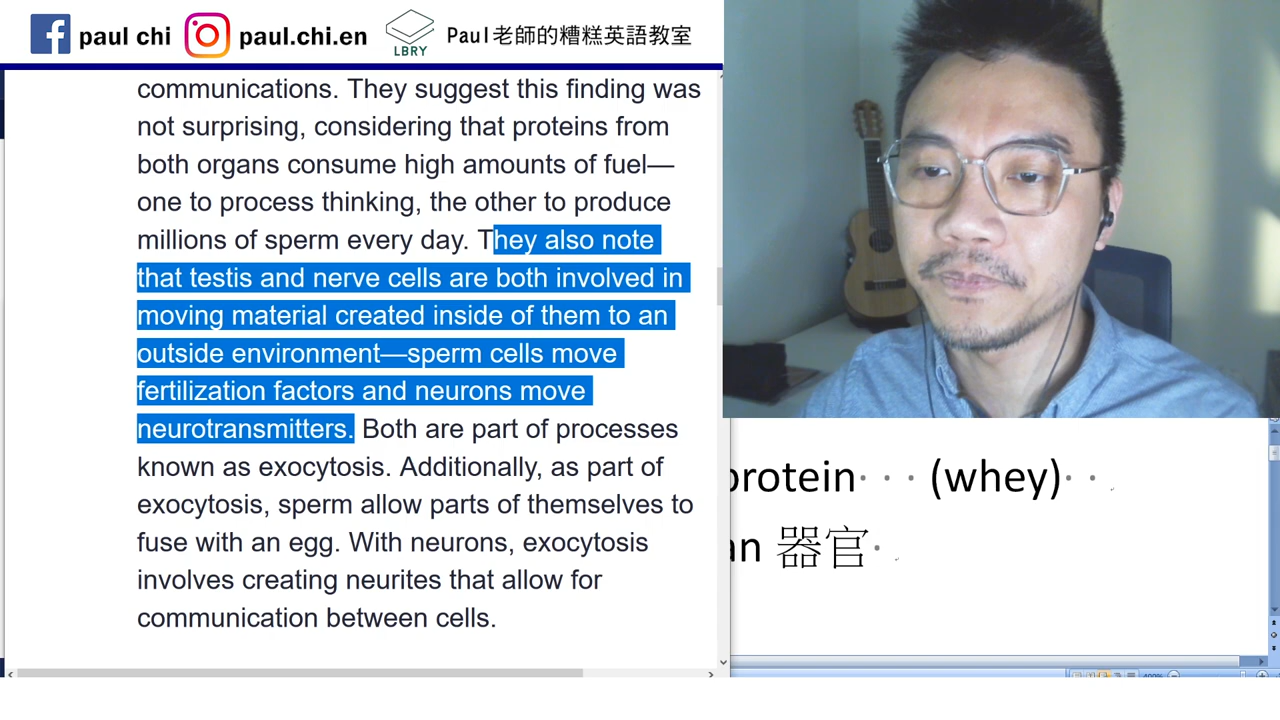 paul chi
paul.chi.en
LBRY
Paul老師的糟糕英語教室
communications. They suggest this finding was
not surprising, considering that proteins from
both organs consume high amounts of fuel—
one to process thinking, the other to produce
millions of sperm every day. They also note
that testis and nerve cells are both involved in
moving material created inside of them to an
outside environment—sperm cells move
fertilization factors and neurons move
neurotransmitters. Both are part of processes
known as exocytosis. Additionally, as part of
exocytosis, sperm allow parts of themselves to
fuse with an egg. With neurons, exocytosis
involves creating neurites that allow for
communication between cells.
protein (whey)
an 器官